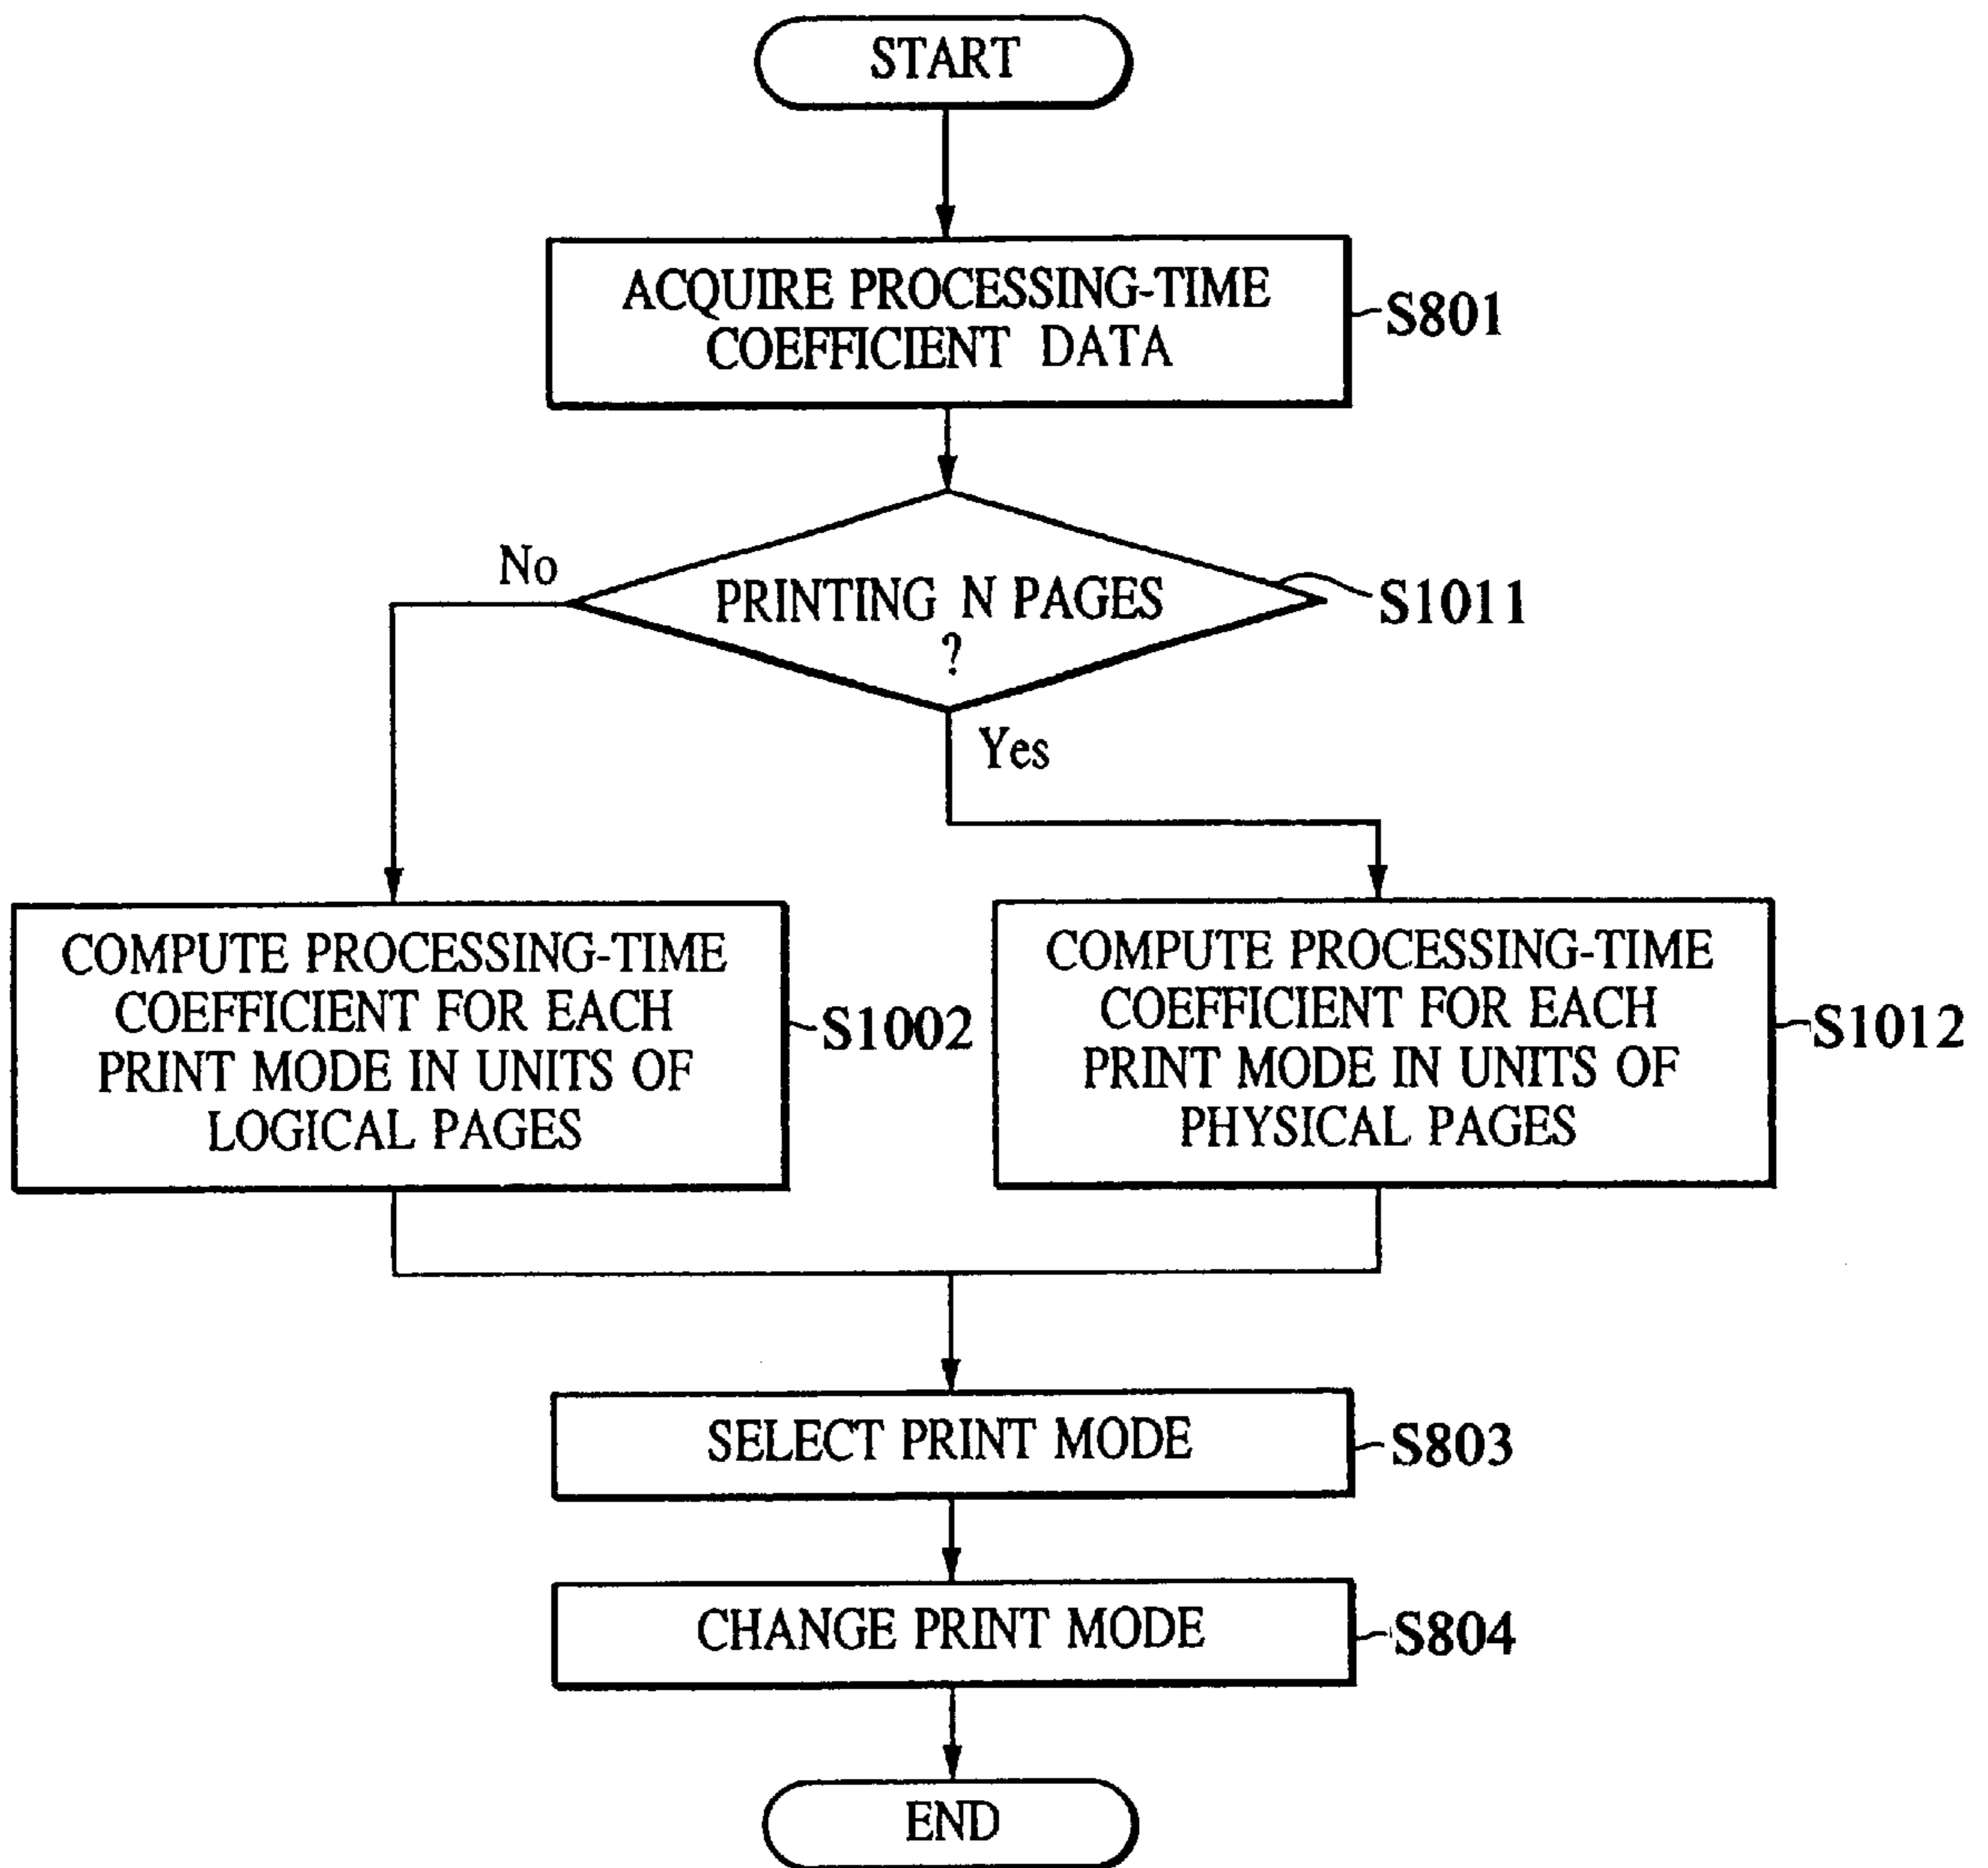 START
ACQUIRE PROCESSING-TIME
COEFFICIENT DATA
S801
No
PRINTING N PAGES
?
S1011
Yes
COMPUTE PROCESSING-TIME
COEFFICIENT FOR EACH
PRINT MODE IN UNITS OF
LOGICAL PAGES
S1002
COMPUTE PROCESSING-TIME
COEFFICIENT FOR EACH
PRINT MODE IN UNITS OF
PHYSICAL PAGES
S1012
SELECT PRINT MODE
S803
CHANGE PRINT MODE
S804
END